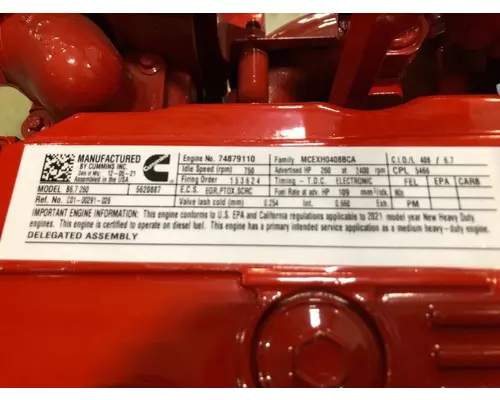 MANUFACTURED
BY CUMMINS INC.
Date of Mfg. 12-05-21
Assembled in the USA
MODEL B6.7 260 5620887
Ref. No. C01-00291-028
Engine No. 74879110
Idle Speed (rpm) 750
Firing Order 153624
E.C.S. EGR,PTOX,SCRC
Valve lash cold (mm) 0.254 Int. 0.660 Exh.
Family MCEXH0408BCA
Advertised HP 260 at 2400 rpm
Timing - T.D.C. ELECTRONIC
Fuel Rate at adv. HP 109 mm³/stk
C.I.D./L 408 / 6.7
CPL 5466
FEL EPA CARB
NOx
PM
IMPORTANT ENGINE INFORMATION: This engine conforms to U.S. EPA and California regulations applicable to 2021 model year New Heavy Duty
engines. This engine is certified to operate on diesel fuel. This engine has a primary intended service application as a medium heavy-duty engine.
DELEGATED ASSEMBLY